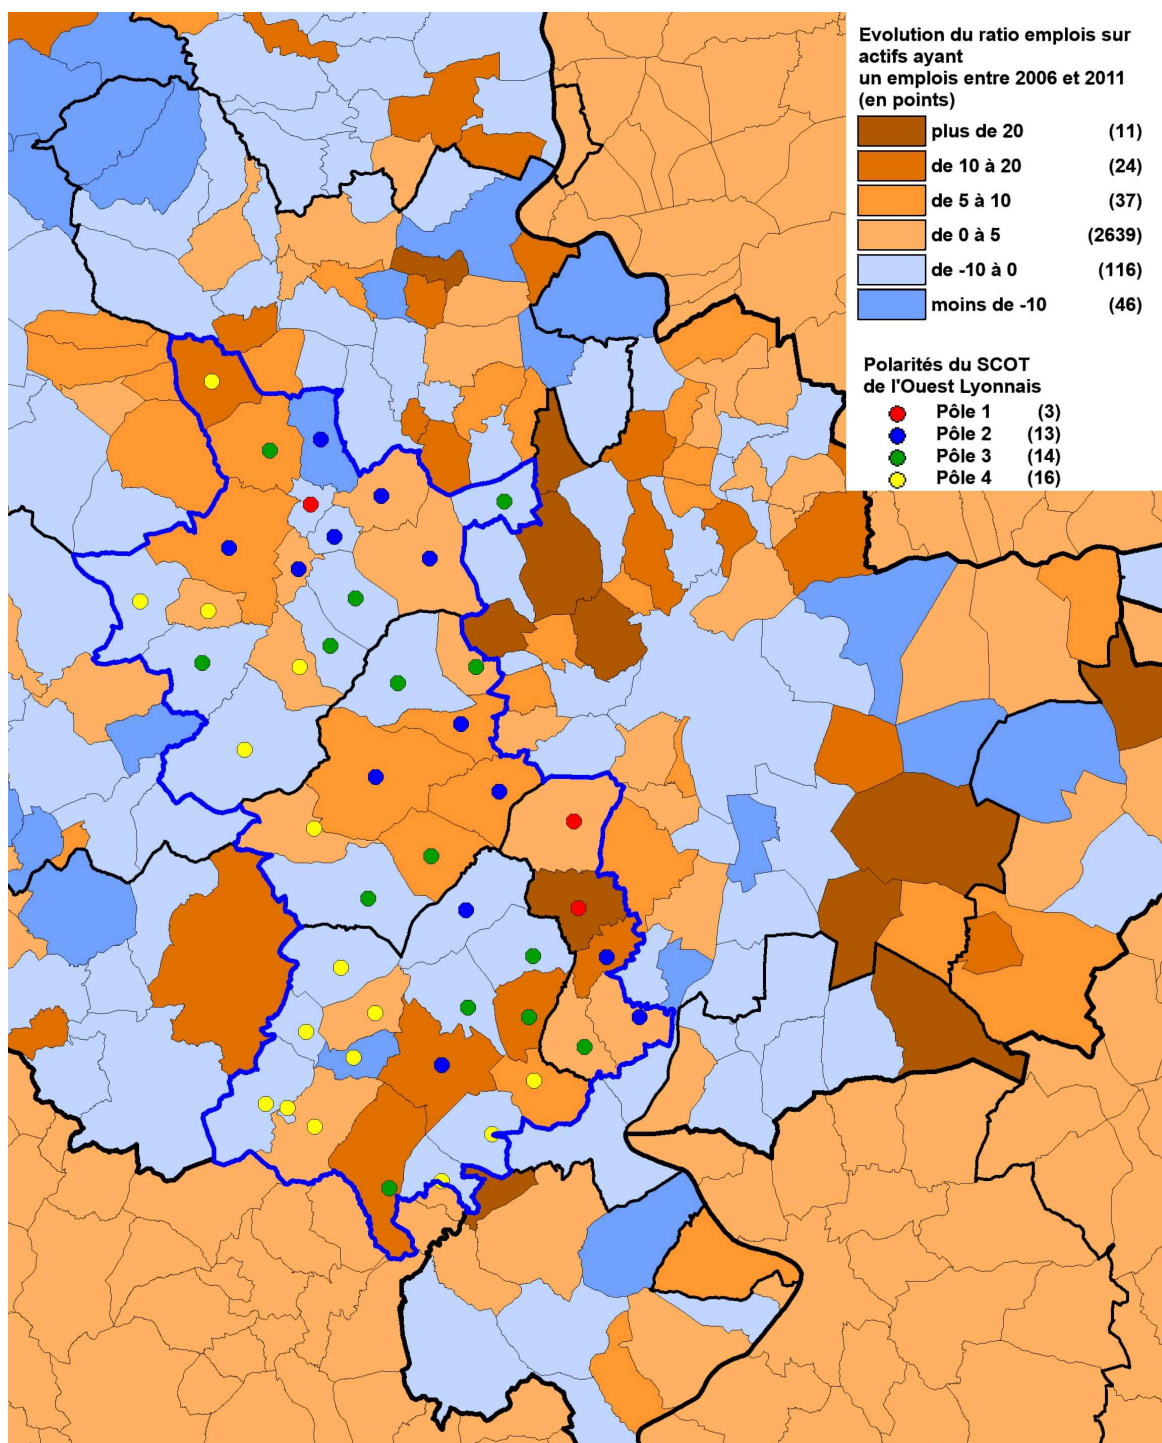 Evolution du ratio emplois sur
actifs ayant
un emplois entre 2006 et 2011
(en points)
plus de 20 (11)
de 10 à 20 (24)
de 5 à 10 (37)
de 0 à 5 (2639)
de -10 à 0 (116)
moins de -10 (46)
Polarités du SCOT
de l'Ouest Lyonnais
Pôle 1 (3)
Pôle 2 (13)
Pôle 3 (14)
Pôle 4 (16)